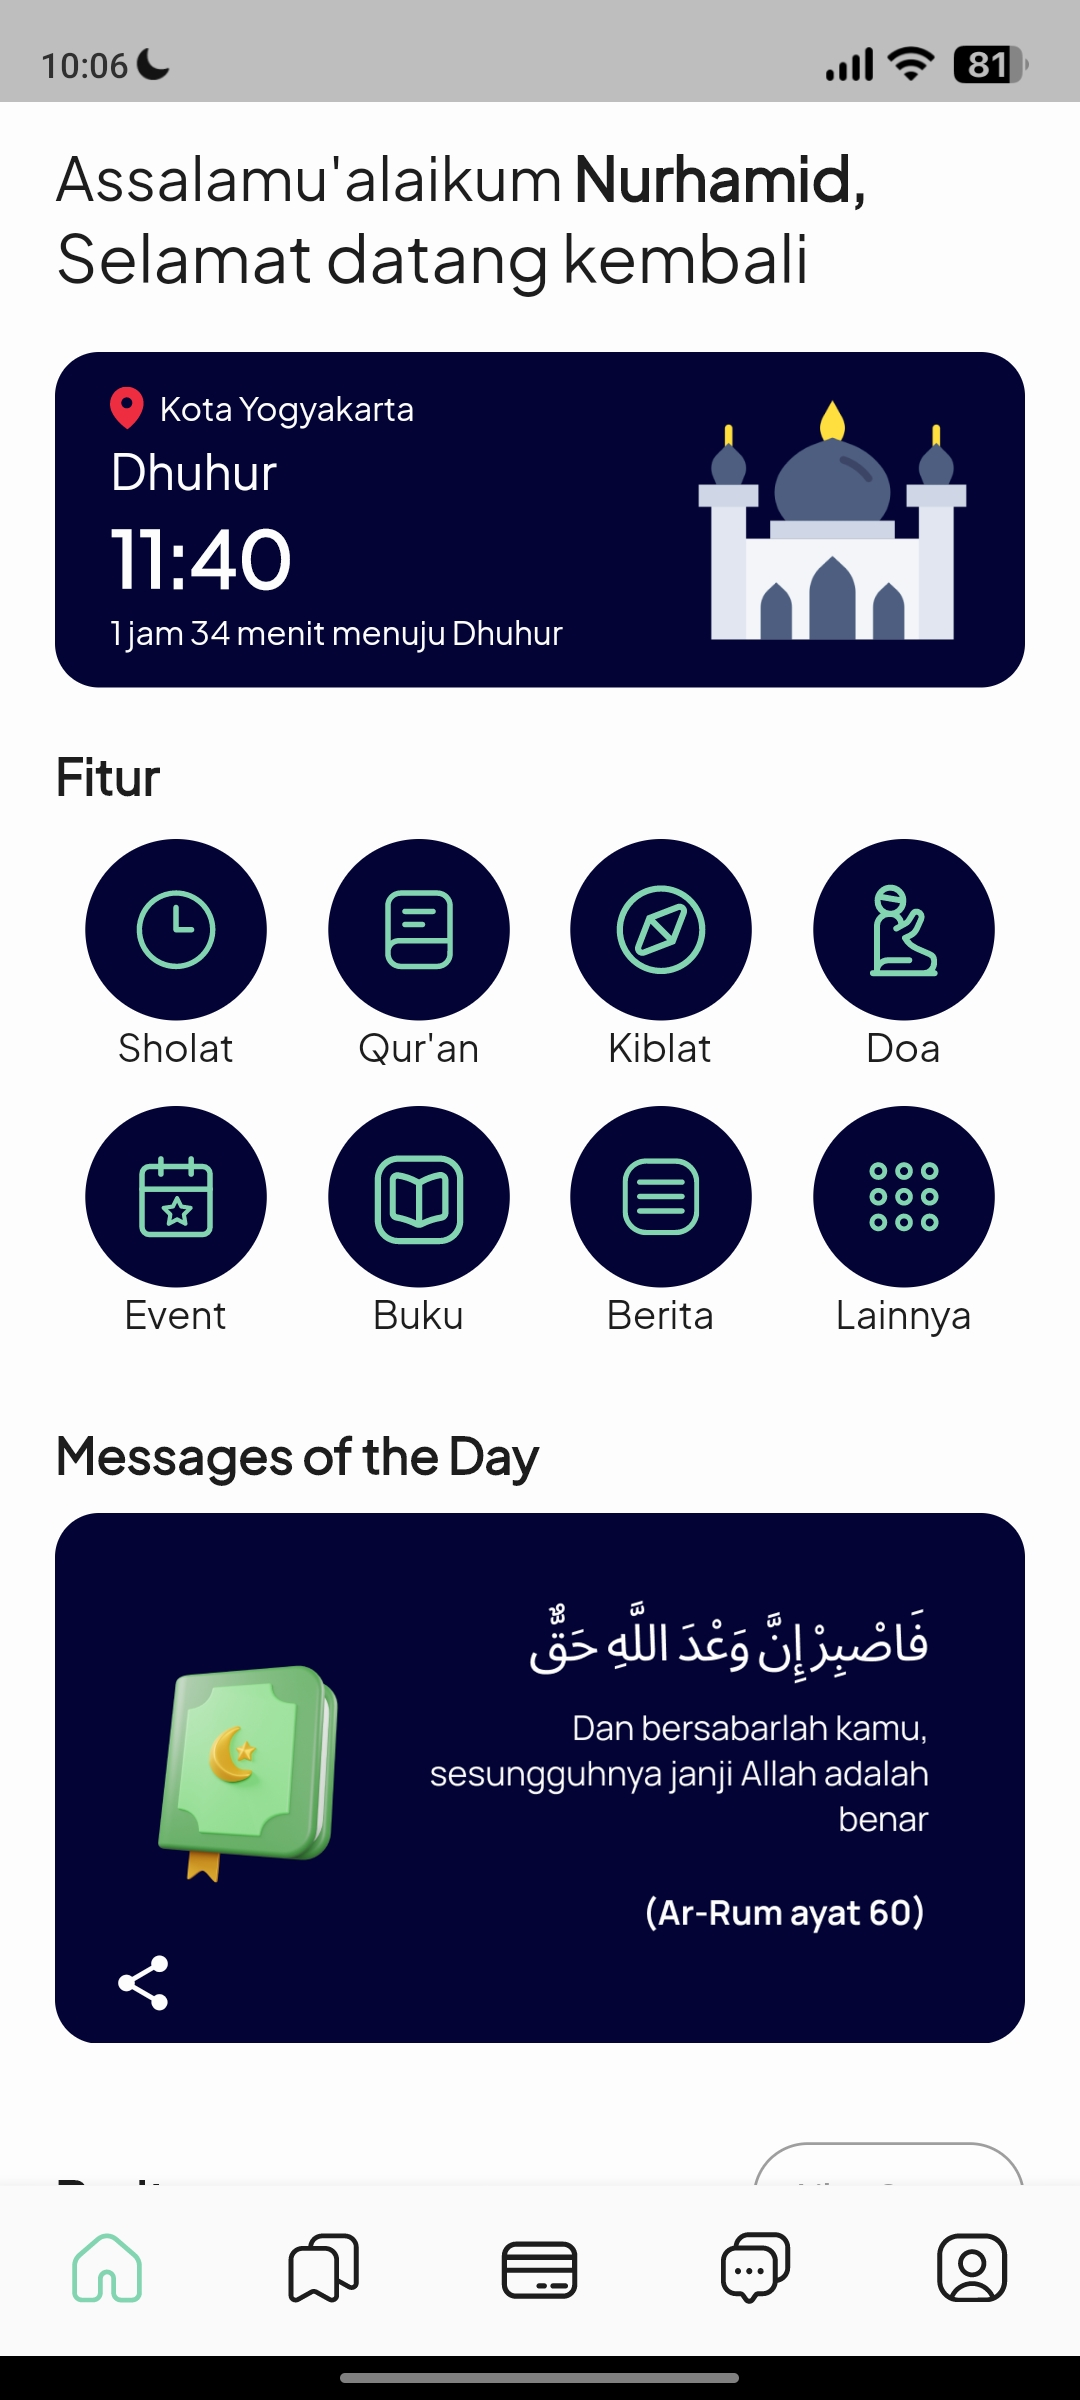 10:06
81
Assalamu'alaikum Nurhamid,
Selamat datang kembali
Kota Yogyakarta
Dhuhur
11:40
1 jam 34 menit menuju Dhuhur
Fitur
Sholat Qur'an Kiblat Doa
Event Buku Berita Lainnya
Messages of the Day
فَاصْبِرْ إِنَّ وَعْدَ اللَّهِ حَقٌّ
Dan bersabarlah kamu,
sesungguhnya janji Allah adalah
benar
(Ar-Rum ayat 60)